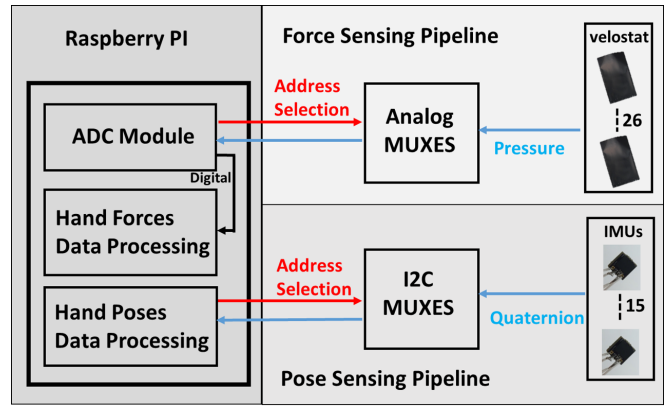 Raspberry PI
ADC Module
Digital
Hand Forces
Data Processing
Hand Poses
Data Processing
Force Sensing Pipeline
Address
Selection
Analog
MUXES
Pressure
velostat
26
Address
Selection
I2C
MUXES
Quaternion
IMUs
15
Pose Sensing Pipeline